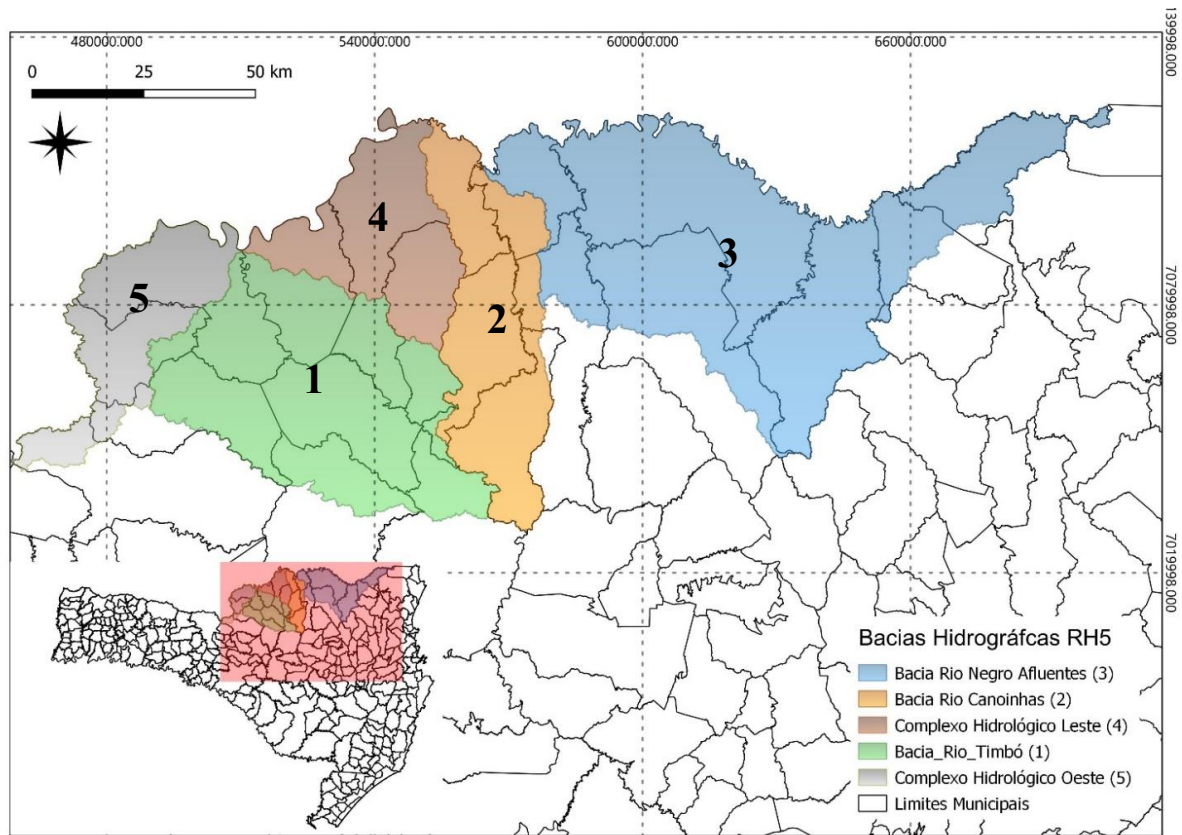 480000.000
540000.000
600000.000
660000.000
139998.000
0 25 50 km
4
3
5
2
1
7079998.000
7019998.000
Bacias Hidrográfcas RH5
Bacia Rio Negro Afluentes (3)
Bacia Rio Canoinhas (2)
Complexo Hidrológico Leste (4)
Bacia_Rio_Timbó (1)
Complexo Hidrológico Oeste (5)
Limites Municipais